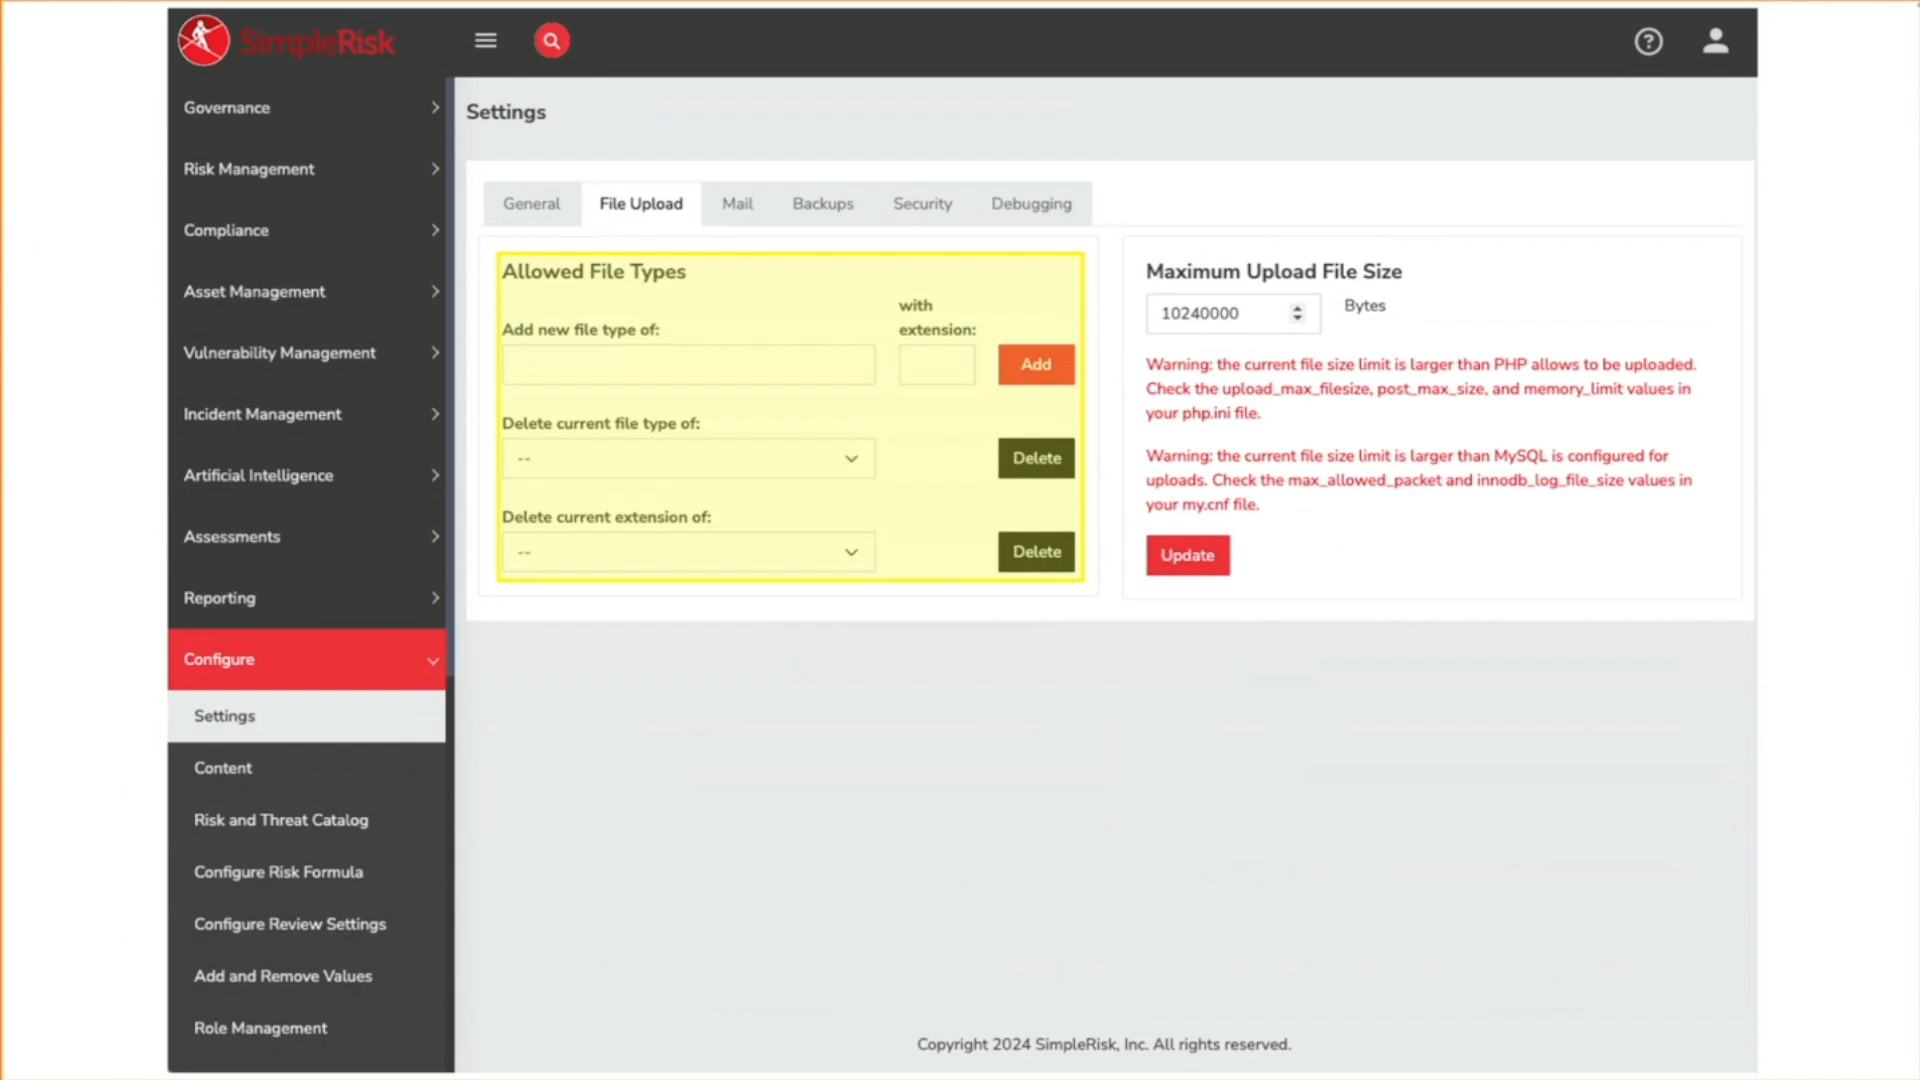 SimpleRisk
Governance
Risk Management
Compliance
Asset Management
Vulnerability Management
Incident Management
Artificial Intelligence
Assessments
Reporting
Configure
Settings
Content
Risk and Threat Catalog
Configure Risk Formula
Configure Review Settings
Add and Remove Values
Role Management
Settings
General
File Upload
Mail
Backups
Security
Debugging
Allowed File Types
Add new file type of:
with
extension:
Add
Delete current file type of:
--
Delete
Delete current extension of:
--
Delete
Maximum Upload File Size
10240000
Bytes
Warning: the current file size limit is larger than PHP allows to be uploaded.
Check the upload_max_filesize, post_max_size, and memory_limit values in
your php.ini file.
Warning: the current file size limit is larger than MySQL is configured for
uploads. Check the max_allowed_packet and innodb_log_file_size values in
your my.cnf file.
Update
Copyright 2024 SimpleRisk, Inc. All rights reserved.